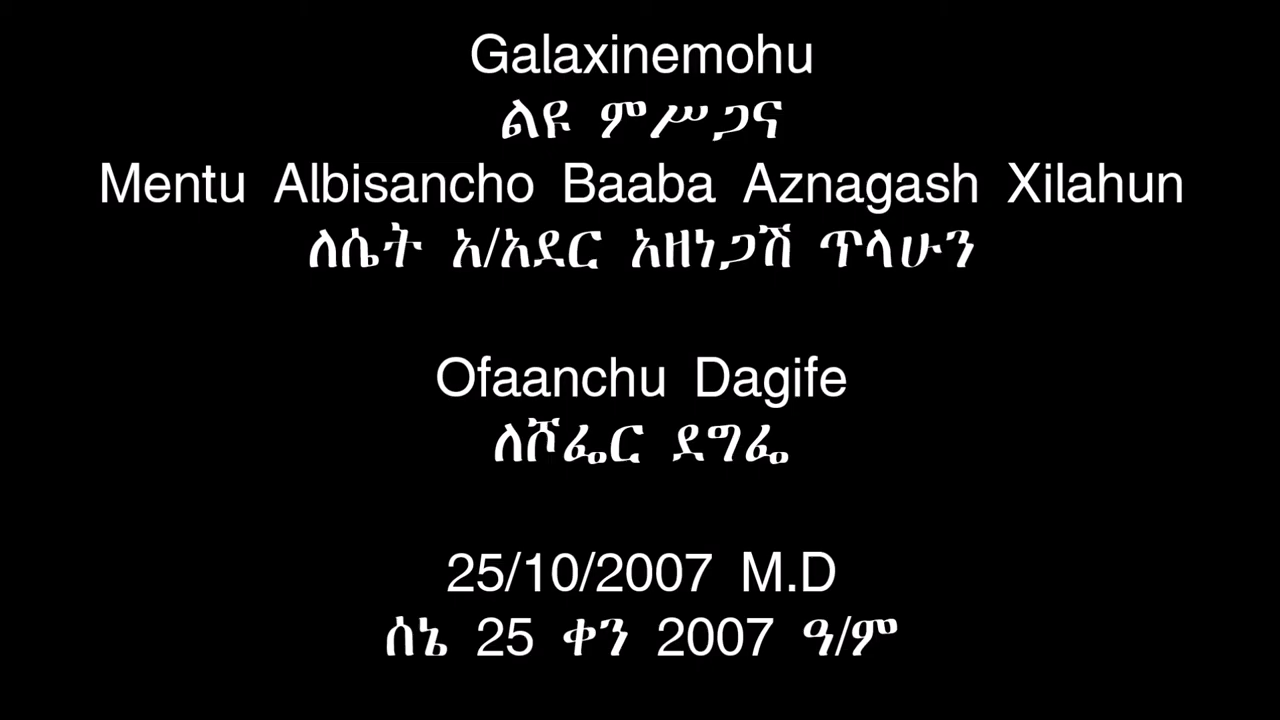 Galaxinemohu
ልዩ ምሥጋና
Mentu Albisancho Baaba Aznagash Xilahun
ለሴት አ/አደር አዘነጋሽ ጥላሁን
Ofaanchu Dagife
ለሾፌር ደግፌ
25/10/2007 M.D
ሰኔ 25 ቀን 2007 ዓ/ም